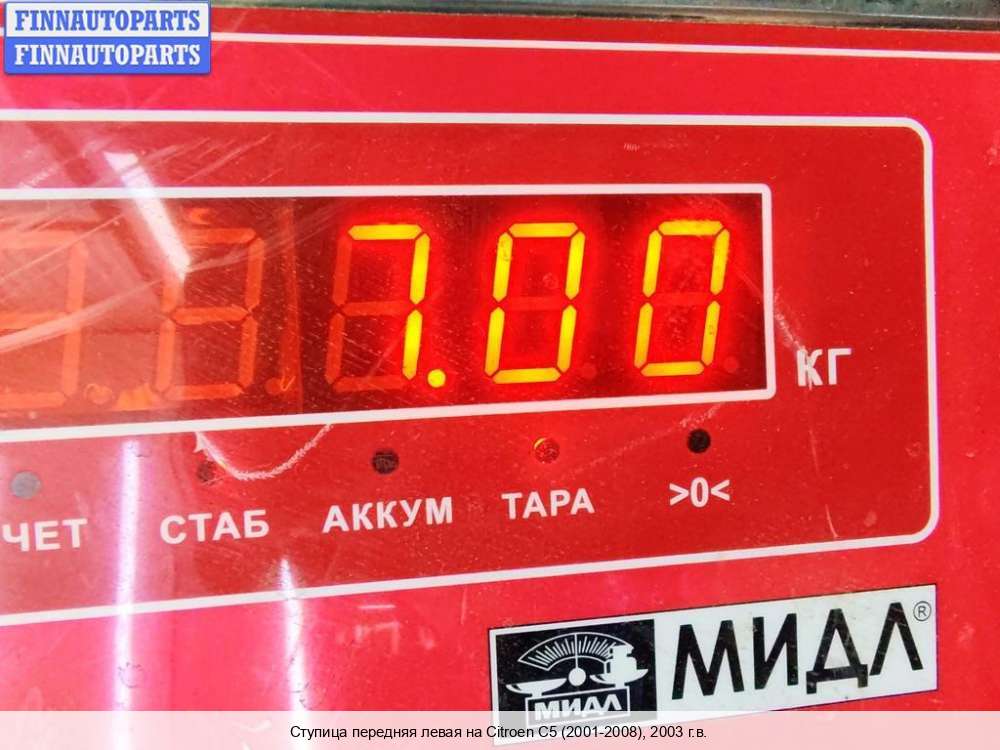 FINNAUTOPARTS
FINNAUTOPARTS
7.00
КГ
ЧЕТ СТАБ АККУМ ТАРА >0<
МИДЛ®
МИДЛ
Ступица передняя левая на Citroen C5 (2001-2008), 2003 г.в.